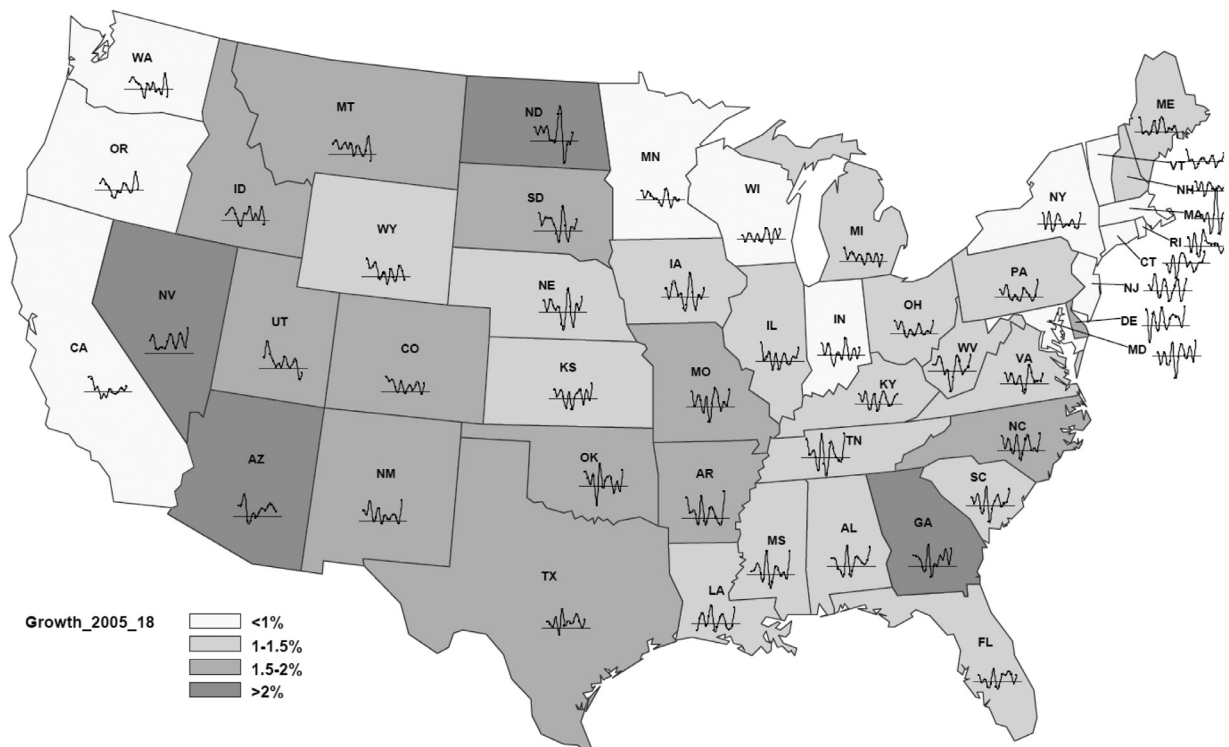 WA
MT
ND
ME
OR
MN
VT
ID
SD
WI
NY
NH
MA
WY
MI
RI
CT
IA
PA
NV
NE
NJ
OH
UT
IL
IN
DE
CA
CO
WV
MD
KS
MO
VA
KY
NC
TN
AZ
OK
NM
AR
SC
GA
MS
AL
TX
LA
Growth_2005_18
<1%
1-1.5%
1.5-2%
>2%
FL